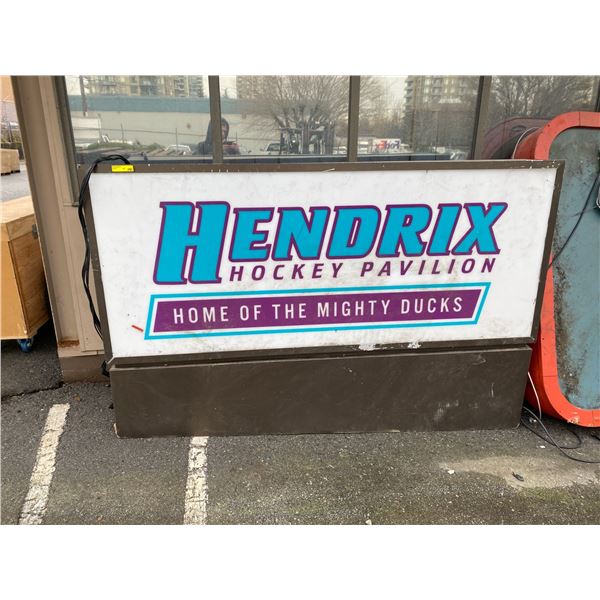 HENDRIX
HOCKEY PAVILION
HOME OF THE MIGHTY DUCKS